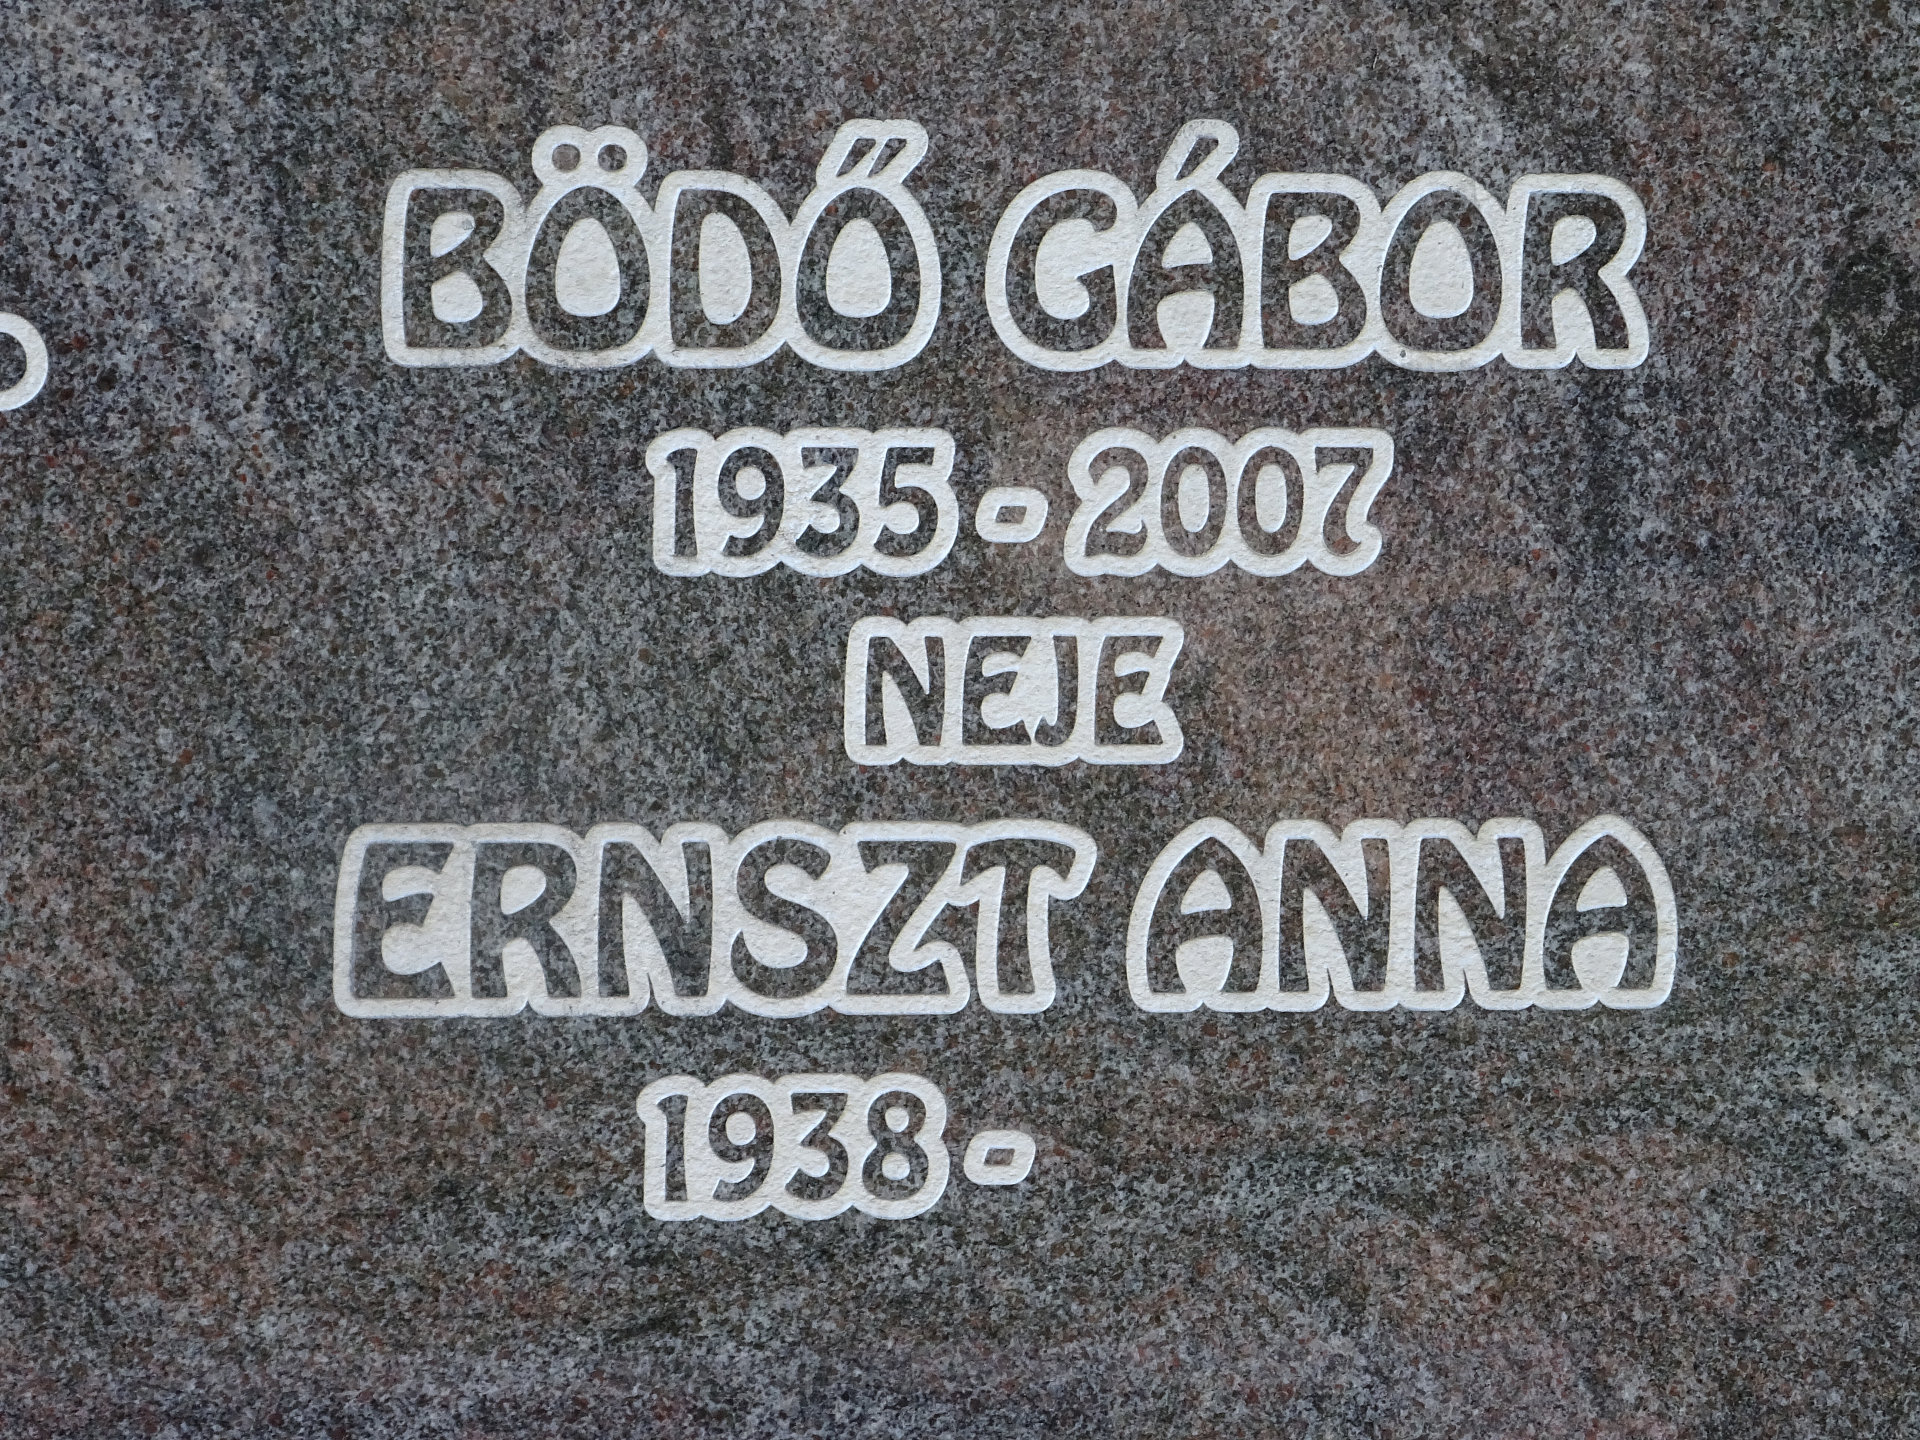 BÖDŐ GÁBOR
1935-2007
NEJE
ERNSZT ANNA
1938-